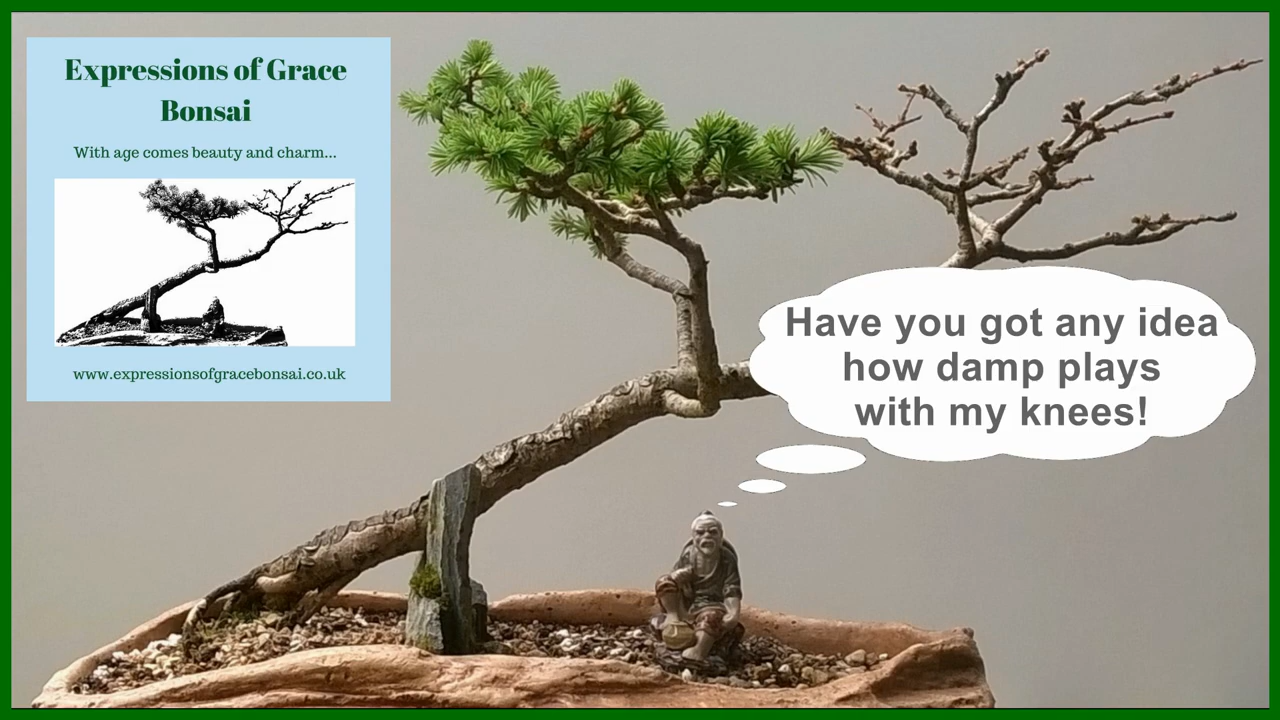 Expressions of Grace
Bonsai
With age comes beauty and charm...
www.expressionsofgracebonsai.co.uk
Have you got any idea
how damp plays
with my knees!